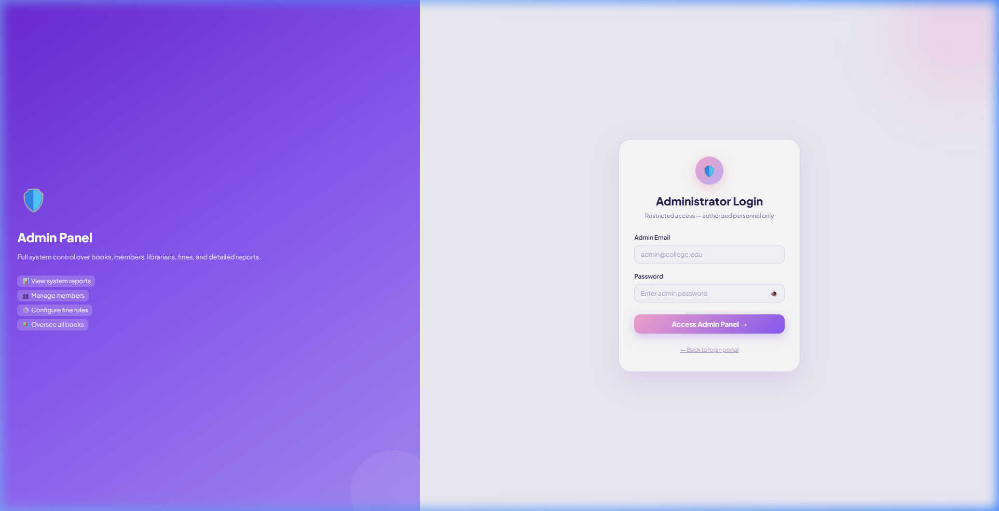 Admin Panel
Full system control over books, members, librarians, fines, and detailed reports.
View system reports
Manage members
Configure fine rules
Oversee all books
Administrator Login
Restricted access — authorized personnel only
Admin Email
admin@college.edu
Password
Enter admin password
Access Admin Panel →
← Back to login portal